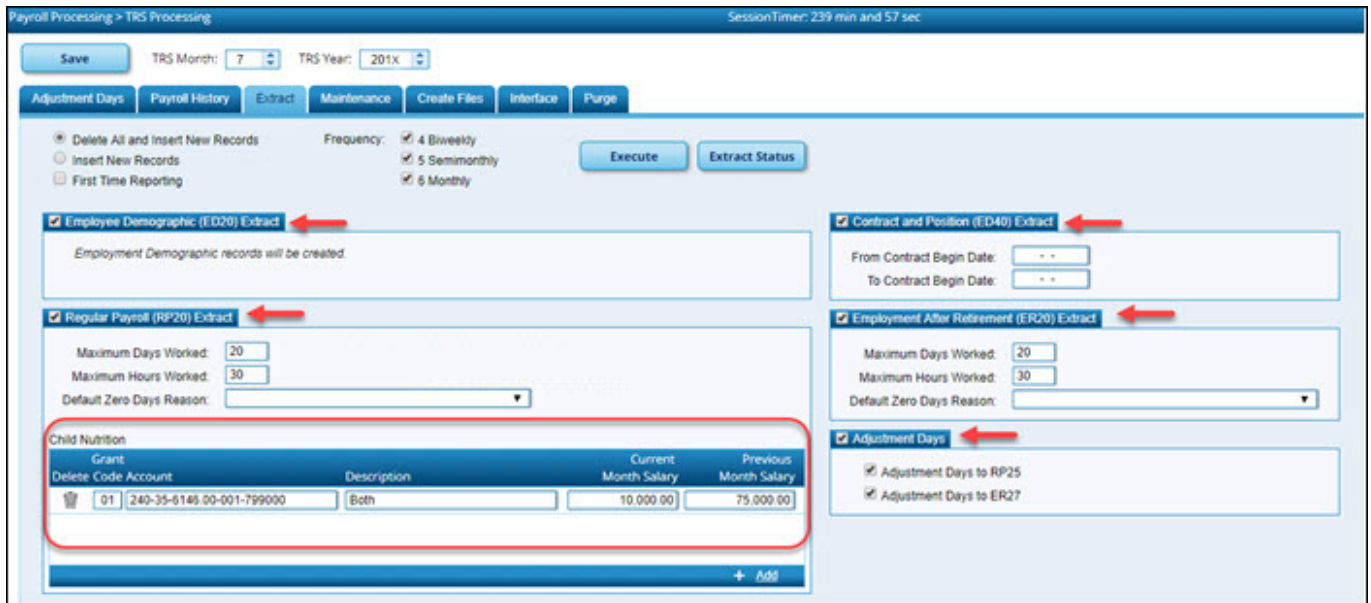 Payroll Processing > TRS Processing SessionTimer: 239 min and 57 sec
Save TRS Month: 7 TRS Year: 201X
Adjustment Days Payroll History Extract Maintenance Create Files Interface Purge
Delete All and Insert New Records Frequency: 4 Biweekly
Insert New Records 5 Semimonthly Execute Extract Status
First Time Reporting 6 Monthly
Employee Demographic (ED20) Extract
Employment Demographic records will be created.
Contract and Position (ED40) Extract
From Contract Begin Date: - -
To Contract Begin Date: - -
Regular Payroll (RP20) Extract
Maximum Days Worked: 20
Maximum Hours Worked: 30
Default Zero Days Reason:
Employment After Retirement (ER20) Extract
Maximum Days Worked: 20
Maximum Hours Worked: 30
Default Zero Days Reason:
Child Nutrition
Grant Current Previous
Delete Code Account Description Month Salary Month Salary
01 240-35-6146.00-001-799000 Both 10,000.00 75,000.00
+ Add
Adjustment Days
Adjustment Days to RP25
Adjustment Days to ER27